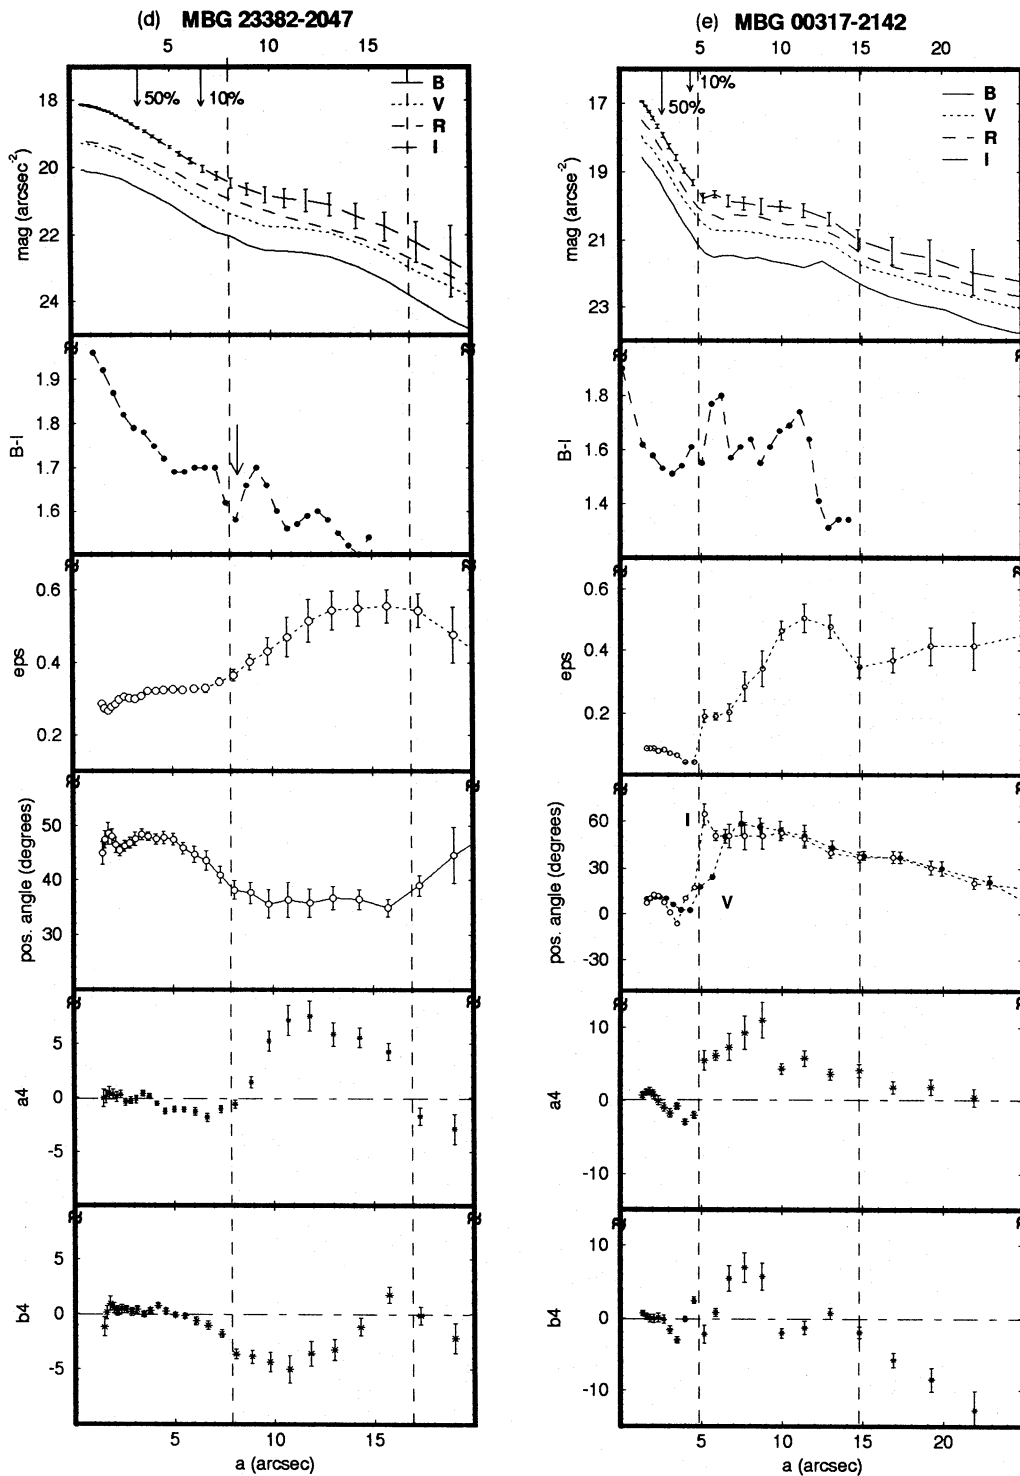 (d) MBG 23382-2047
5 10 15
50% 10%
B
V
R
I
18
20
22
24
mag (arcsec-2)
1.9
1.8
1.7
1.6
B-I
0.6
0.4
0.2
eps
50
40
30
pos. angle (degrees)
5
0
-5
a4
5
0
-5
b4
5 10 15
a (arcsec)
(e) MBG 00317-2142
5 10 15 20
10%
50%
B
V
R
I
17
19
21
23
mag (arcse-2)
1.8
1.6
1.4
B-I
0.6
0.4
0.2
eps
I
V
60
30
0
-30
pos. angle (degrees)
10
0
-10
a4
10
0
-10
b4
5 10 15 20 25
a (arcsec)